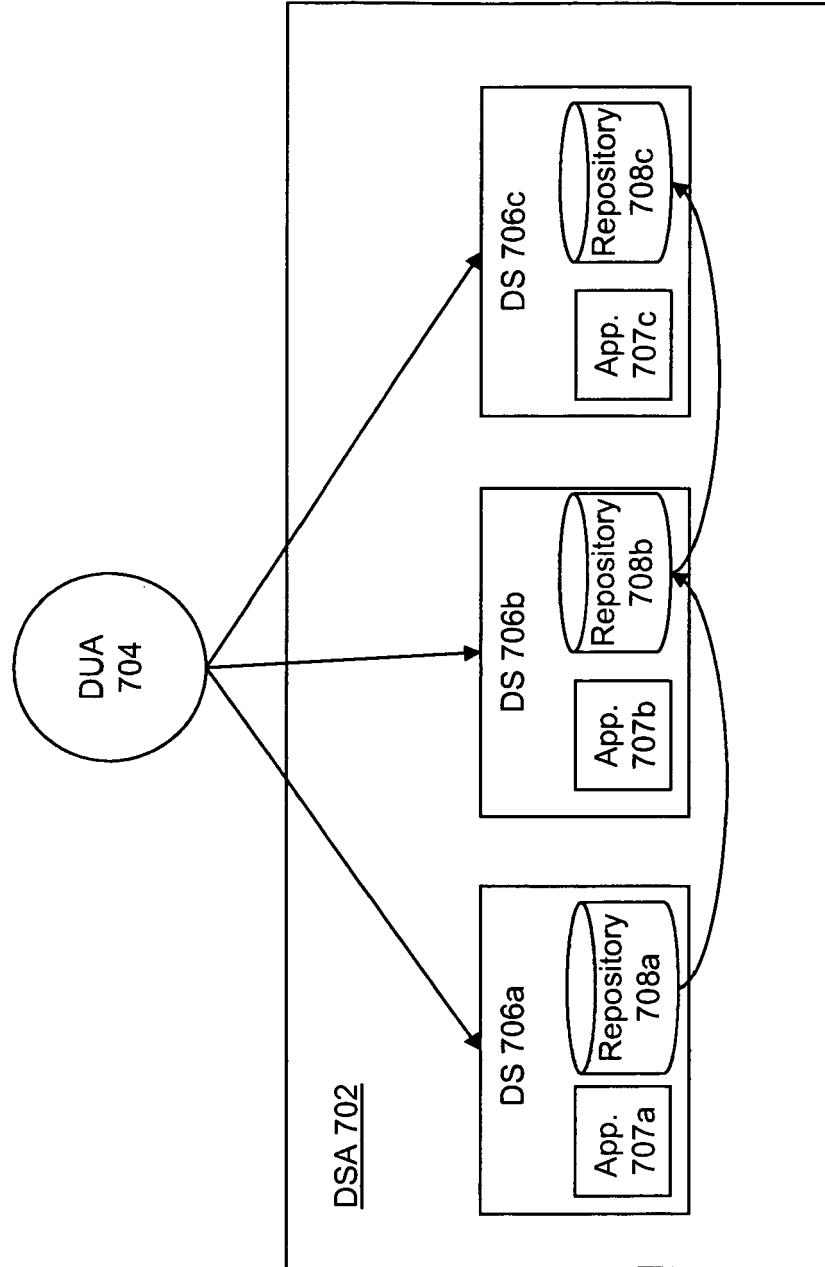 DUA
704
DSA 702
DS 706a
App.
707a
Repository
708a
DS 706b
App.
707b
Repository
708b
DS 706c
App.
707c
Repository
708c